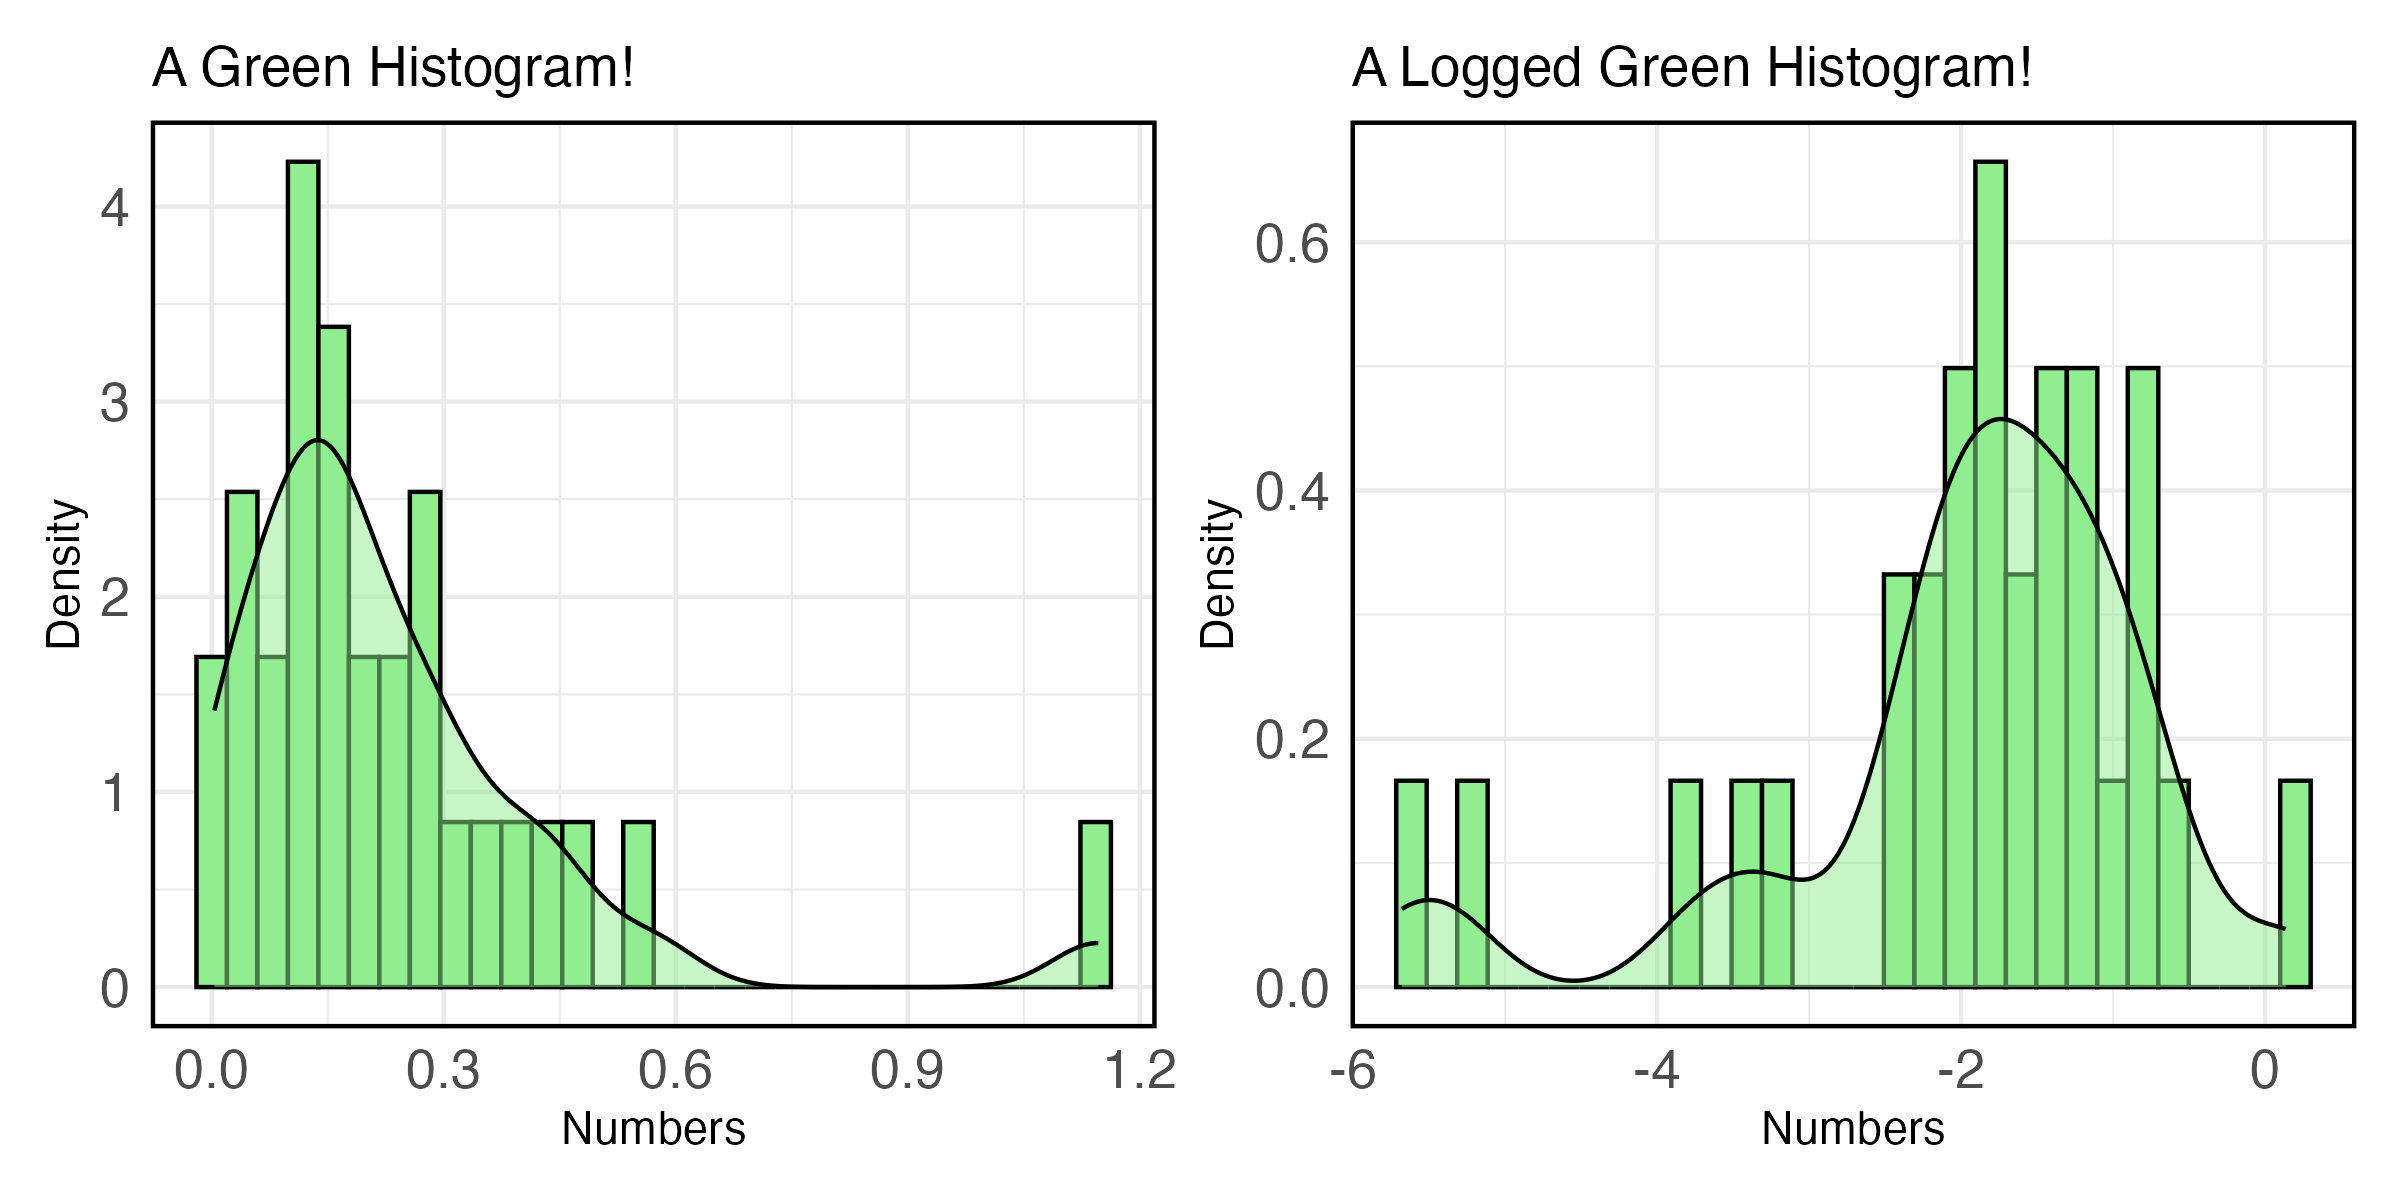 A Green Histogram!
Density
4
3
2
1
0
0.0 0.3 0.6 0.9 1.2
Numbers
A Logged Green Histogram!
Density
0.6
0.4
0.2
0.0
-6 -4 -2 0
Numbers